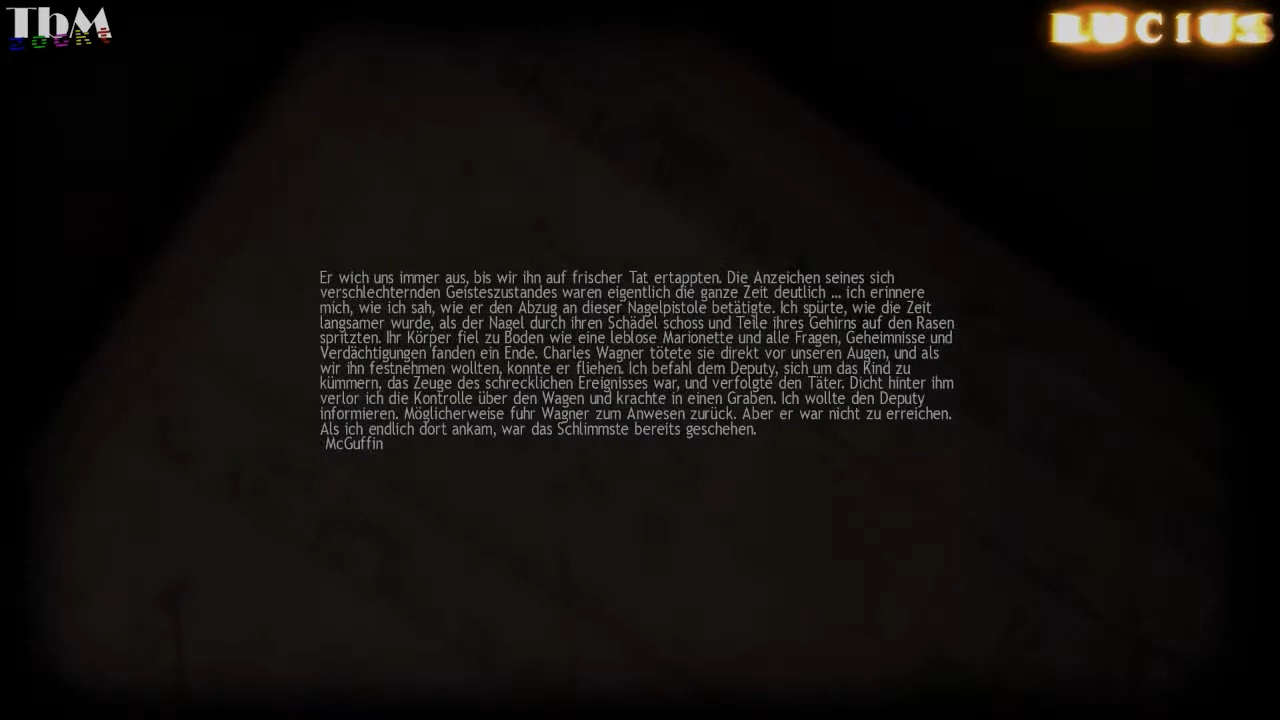 TbM
ZOCKT
LUCIUS
Er wich uns immer aus, bis wir ihn auf frischer Tat ertappten. Die Anzeichen seines sich
verschlechternden Geisteszustandes waren eigentlich die ganze Zeit deutlich ... ich erinnere
mich, wie ich sah, wie er den Abzug an dieser Nagelpistole betätigte. Ich spürte, wie die Zeit
langsamer wurde, als der Nagel durch ihren Schädel schoss und Teile ihres Gehirns auf den Rasen
spritzten. Ihr Körper fiel zu Boden wie eine leblose Marionette und alle Fragen, Geheimnisse und
Verdächtigungen fanden ein Ende. Charles Wagner tötete sie direkt vor unseren Augen, und als
wir ihn festnehmen wollten, konnte er fliehen. Ich befahl dem Deputy, sich um das Kind zu
kümmern, das Zeuge des schrecklichen Ereignisses war, und verfolgte den Täter. Dicht hinter ihm
verlor ich die Kontrolle über den Wagen und krachte in einen Graben. Ich wollte den Deputy
informieren. Möglicherweise fuhr Wagner zum Anwesen zurück. Aber er war nicht zu erreichen.
Als ich endlich dort ankam, war das Schlimmste bereits geschehen.
McGuffin